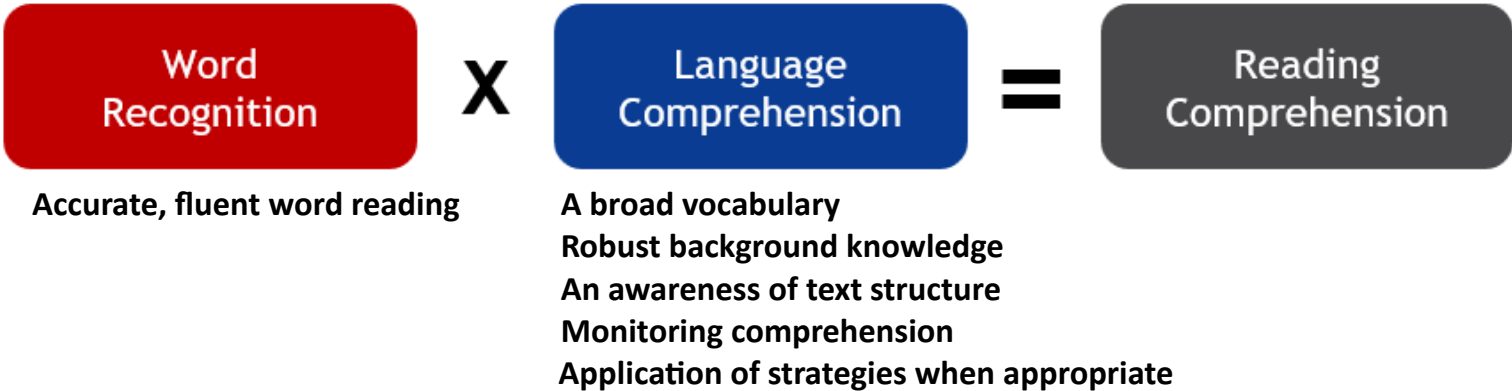 Word
Recognition
X
Language
Comprehension
=
Reading
Comprehension
Accurate, fluent word reading
A broad vocabulary
Robust background knowledge
An awareness of text structure
Monitoring comprehension
Application of strategies when appropriate